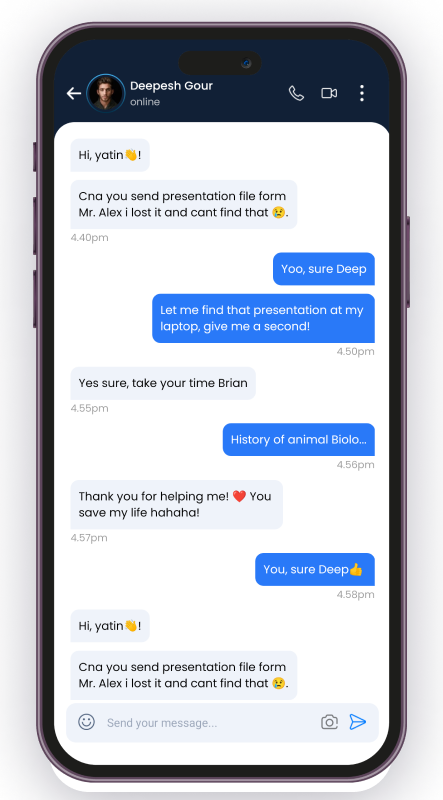 Deepesh Gour
online
Hi, yatin👋!
Cna you send presentation file form
Mr. Alex i lost it and cant find that 😢.
4.40pm
Yoo, sure Deep
Let me find that presentation at my
laptop, give me a second!
4.50pm
Yes sure, take your time Brian
4.55pm
History of animal Biolo...
4.56pm
Thank you for helping me! ❤️ You
save my life hahaha!
4.57pm
You, sure Deep👍
4.58pm
Hi, yatin👋!
Cna you send presentation file form
Mr. Alex i lost it and cant find that 😢.
Send your message...